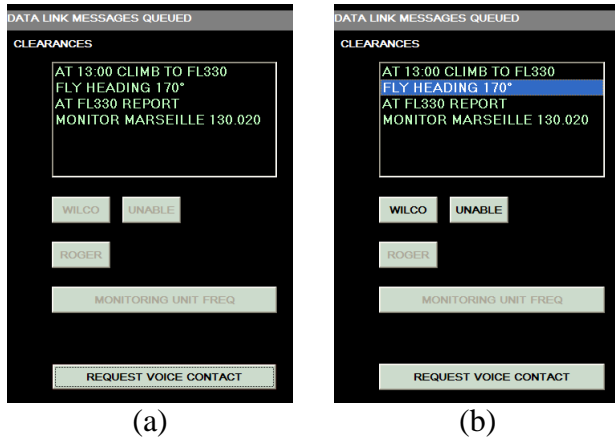 DATA LINK MESSAGES QUEUED
CLEARANCES
AT 13:00 CLIMB TO FL330
FLY HEADING 170°
AT FL330 REPORT
MONITOR MARSEILLE 130.020
WILCO UNABLE
ROGER
MONITORING UNIT FREQ
REQUEST VOICE CONTACT
(a)
DATA LINK MESSAGES QUEUED
CLEARANCES
AT 13:00 CLIMB TO FL330
FLY HEADING 170°
AT FL330 REPORT
MONITOR MARSEILLE 130.020
WILCO UNABLE
ROGER
MONITORING UNIT FREQ
REQUEST VOICE CONTACT
(b)